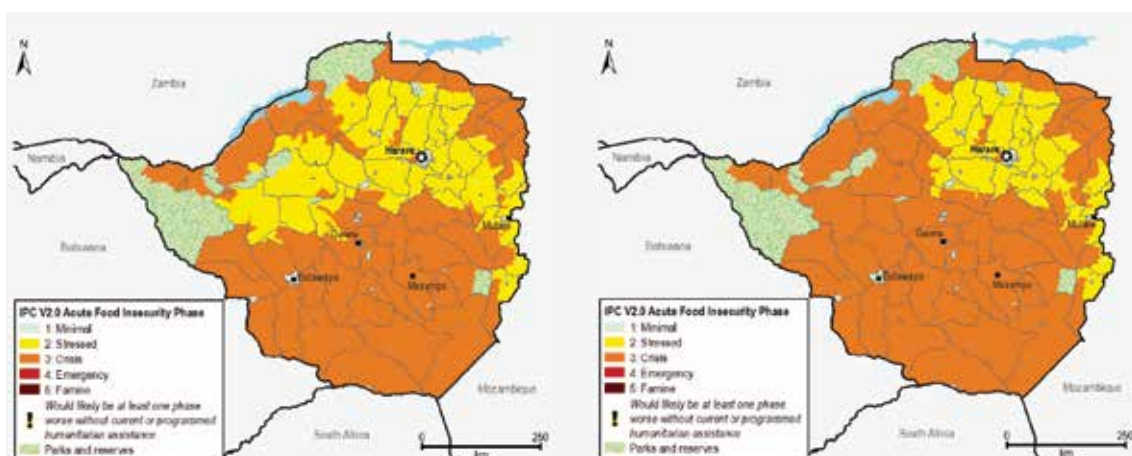 N
Zambia
Harare
Namibia
Mutare
Gweru
Botswana
Bulawayo
Masvingo
IPC V2.0 Acute Food Insecurity Phase
1: Minimal
2: Stressed
3: Crisis
4: Emergency
5: Famine
!
Would likely be at least one phase
worse without current or programmed
humanitarian assistance
Parks and reserves
Mozambique
South Africa
0 250
km
N
Zambia
Harare
Namibia
Mutare
Gweru
Botswana
Bulawayo
Masvingo
IPC V2.0 Acute Food Insecurity Phase
1: Minimal
2: Stressed
3: Crisis
4: Emergency
5: Famine
!
Would likely be at least one phase
worse without current or programmed
humanitarian assistance
Parks and reserves
Mozambique
South Africa
0 250
km